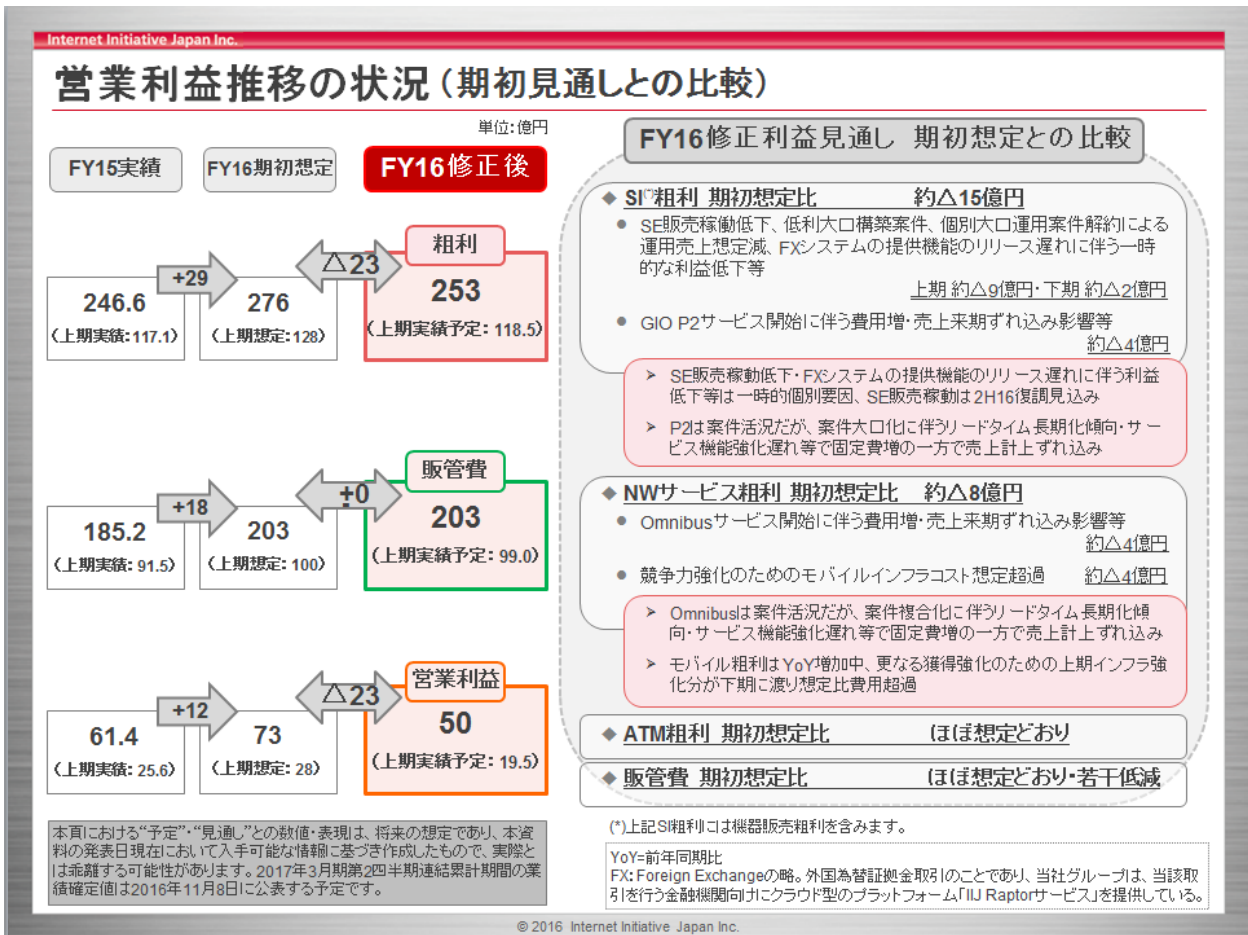 Internet Initiative Japan Inc.
営業利益推移の状況（期初見通しとの比較）
単位：億円
FY15実績
FY16期初想定
FY16修正後
粗利
+29
△23
246.6
（上期実績：117.1）
276
（上期想定：128）
253
（上期実績予定：118.5）
販管費
+18
±0
185.2
（上期実績：91.5）
203
（上期想定：100）
203
（上期実績予定：99.0）
営業利益
+12
△23
61.4
（上期実績：25.6）
73
（上期想定：28）
50
（上期実績予定：19.5）
本頁における“予定”・“見通し”との数値・表現は、将来の想定であり、本資
料の発表日現在において入手可能な情報に基づき作成したもので、実際と
は乖離する可能性があります。2017年3月期第2四半期連結累計期間の業
績確定値は2016年11月8日に公表する予定です。
FY16修正利益見通し 期初想定との比較
◆ SI(*)粗利 期初想定比 約△15億円
● SE販売稼働低下、低利大口構築案件、個別大口運用案件解約による
運用売上想定減、FXシステムの提供機能のリリース遅れに伴う一時
的な利益低下等
上期 約△9億円・下期 約△2億円
● GIO P2サービス開始に伴う費用増・売上来期ずれ込み影響等
約△4億円
➢ SE販売稼働低下・FXシステムの提供機能のリリース遅れに伴う利益
低下等は一時的個別要因、SE販売稼働は2H16復調見込み
➢ P2は案件活況だが、案件大口化に伴うリードタイム長期化傾向・サー
ビス機能強化遅れ等で固定費増の一方で売上計上ずれ込み
◆ NWサービス粗利 期初想定比 約△8億円
● Omnibusサービス開始に伴う費用増・売上来期ずれ込み影響等
約△4億円
● 競争力強化のためのモバイルインフラコスト想定超過 約△4億円
➢ Omnibusは案件活況だが、案件複合化に伴うリードタイム長期化傾
向・サービス機能強化遅れ等で固定費増の一方で売上計上ずれ込み
➢ モバイル粗利はYoY増加中、更なる獲得強化のための上期インフラ強
化分が下期に渡り想定比費用超過
◆ ATM粗利 期初想定比 ほぼ想定どおり
◆ 販管費 期初想定比 ほぼ想定どおり・若干低減
(*)上記SI粗利には機器販売粗利を含みます。
YoY=前年同期比
FX：Foreign Exchangeの略。外国為替証拠金取引のことであり、当社グループは、当該取
引を行う金融機関向けにクラウド型のプラットフォーム「IIJ Raptorサービス」を提供している。
© 2016 Internet Initiative Japan Inc.